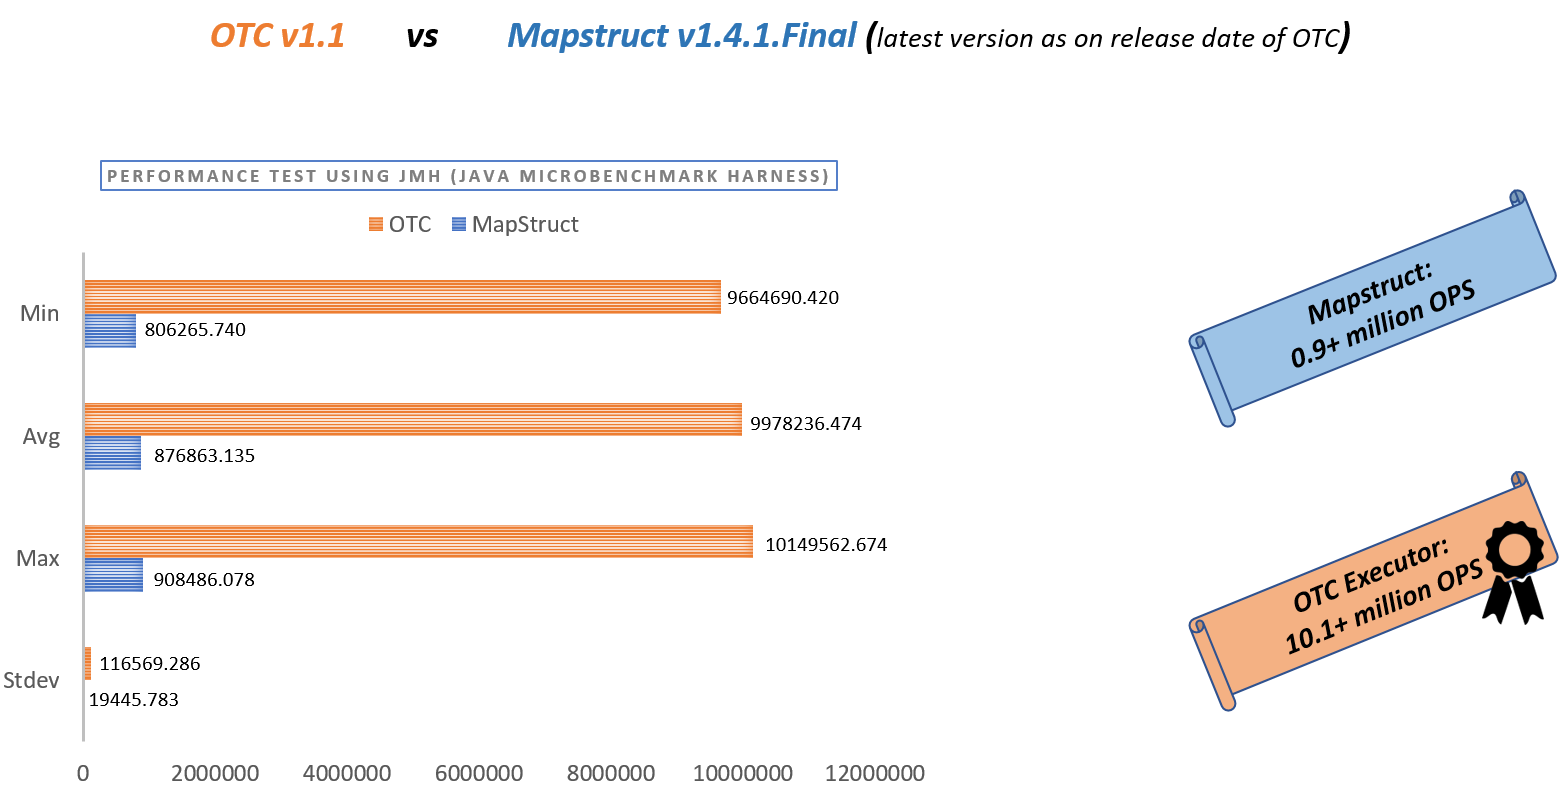 OTC v1.1 vs Mapstruct v1.4.1.Final (latest version as on release date of OTC)
PERFORMANCE TEST USING JMH (JAVA MICROBENCHMARK HARNESS)
OTC MapStruct
Min
9664690.420
806265.740
Avg
9978236.474
876863.135
Max
10149562.674
908486.078
Stdev
116569.286
19445.783
0 2000000 4000000 6000000 8000000 10000000 12000000
Mapstruct:
0.9+ million OPS
OTC Executor:
10.1+ million OPS